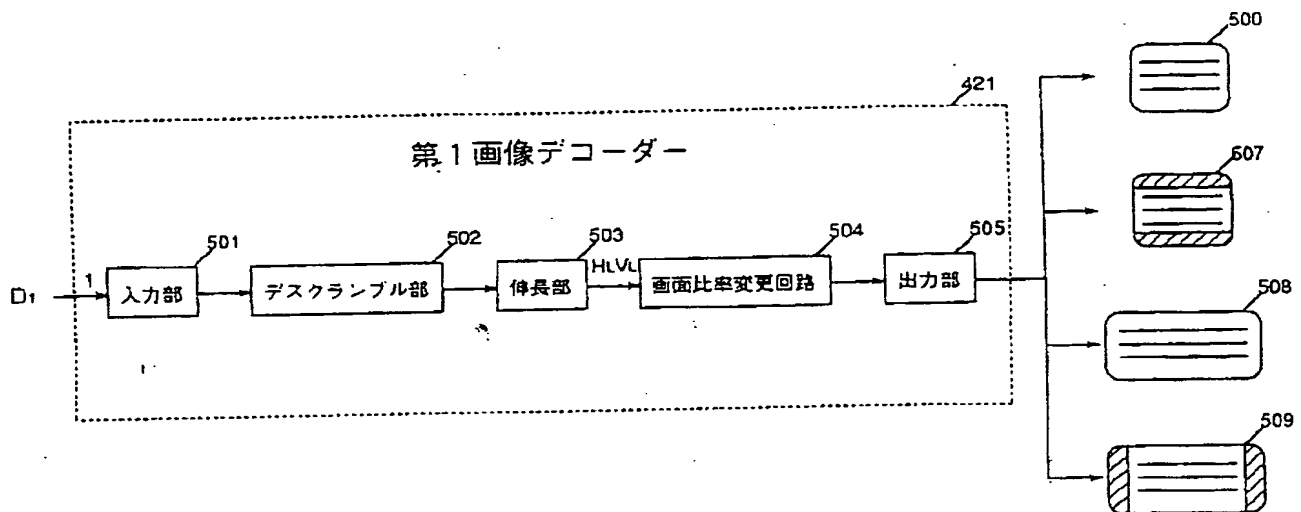 500
421
第1画像デコーダー
507
501
502
503
504
505
D1
1
入力部
デスクランブル部
伸長部
HLVL
画面比率変更回路
出力部
508
509